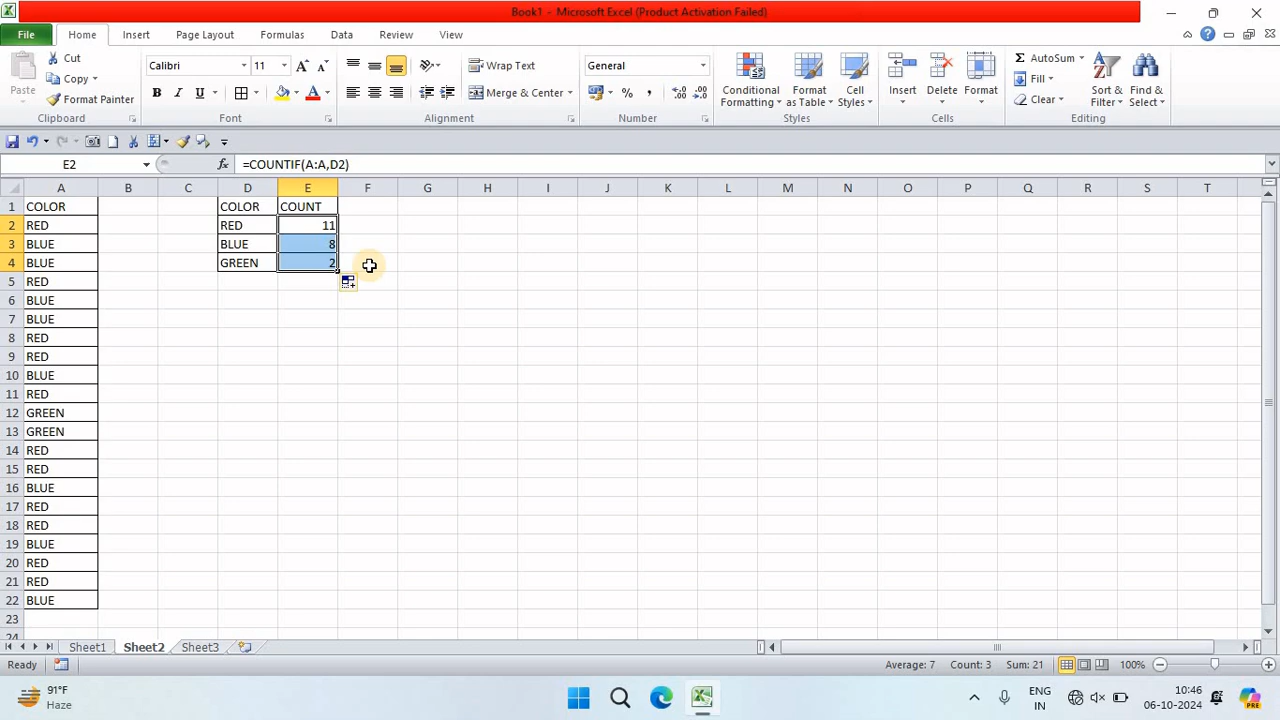 Book1 - Microsoft Excel (Product Activation Failed)
File Home Insert Page Layout Formulas Data Review View
Paste
Cut
Copy
Format Painter
Clipboard
Calibri 11
B I U
Font
Wrap Text
Merge & Center
Alignment
General
Number
Conditional Formatting
Format as Table
Cell Styles
Styles
Insert
Delete
Format
Cells
AutoSum
Fill
Clear
Sort & Filter
Find & Select
Editing
E2 fx =COUNTIF(A:A,D2)
A B C D E F G H I J K L M N O P Q R S T
1 COLOR COLOR COUNT
2 RED RED 11
3 BLUE BLUE 8
4 BLUE GREEN 2
5 RED
6 BLUE
7 BLUE
8 RED
9 RED
10 BLUE
11 RED
12 GREEN
13 GREEN
14 RED
15 RED
16 BLUE
17 RED
18 RED
19 BLUE
20 RED
21 RED
22 BLUE
23
24
Sheet1 Sheet2 Sheet3
Ready Average: 7 Count: 3 Sum: 21 100%
91°F
Haze
ENG
IN
10:46
06-10-2024
PRE